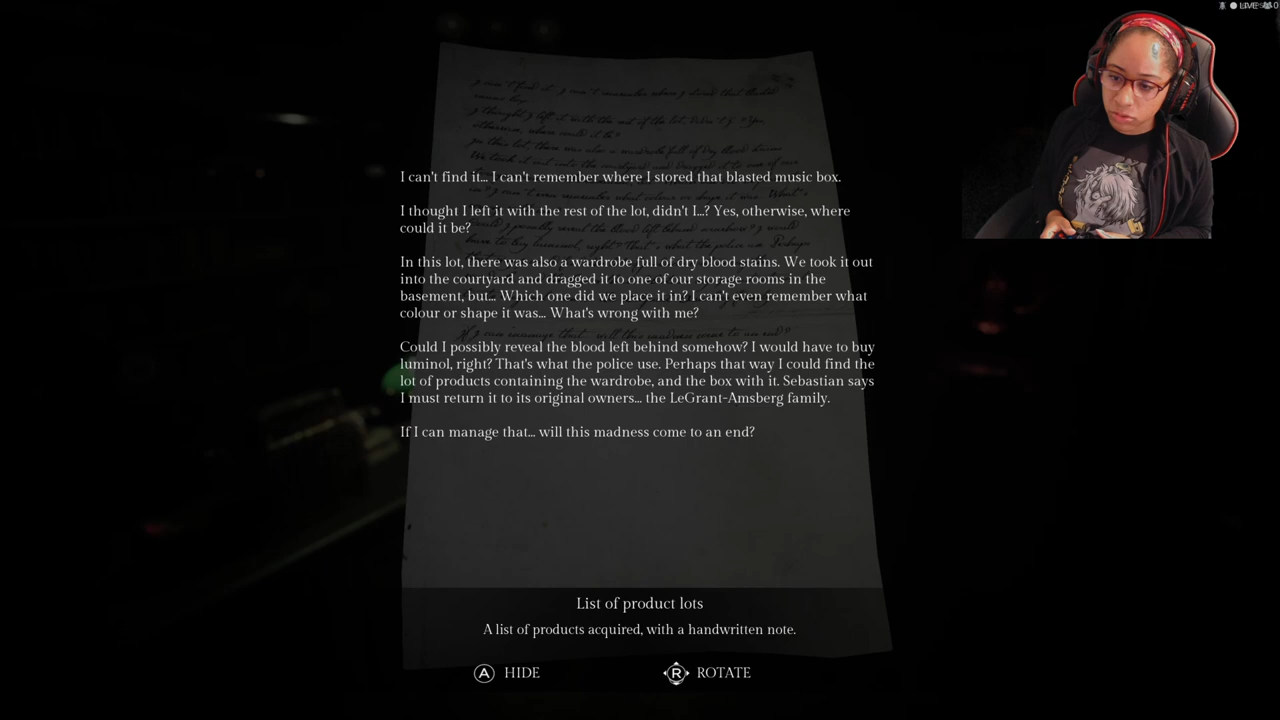 LIVE
I can't find it... I can't remember where I stored that blasted music box.
I thought I left it with the rest of the lot, didn't I...? Yes, otherwise, where
could it be?
In this lot, there was also a wardrobe full of dry blood stains. We took it out
into the courtyard and dragged it to one of our storage rooms in the
basement, but... Which one did we place it in? I can't even remember what
colour or shape it was... What's wrong with me?
Could I possibly reveal the blood left behind somehow? I would have to buy
luminol, right? That's what the police use. Perhaps that way I could find the
lot of products containing the wardrobe, and the box with it. Sebastian says
I must return it to its original owners... the LeGrant-Amsberg family.
If I can manage that... will this madness come to an end?
List of product lots
A list of products acquired, with a handwritten note.
A HIDE
R ROTATE